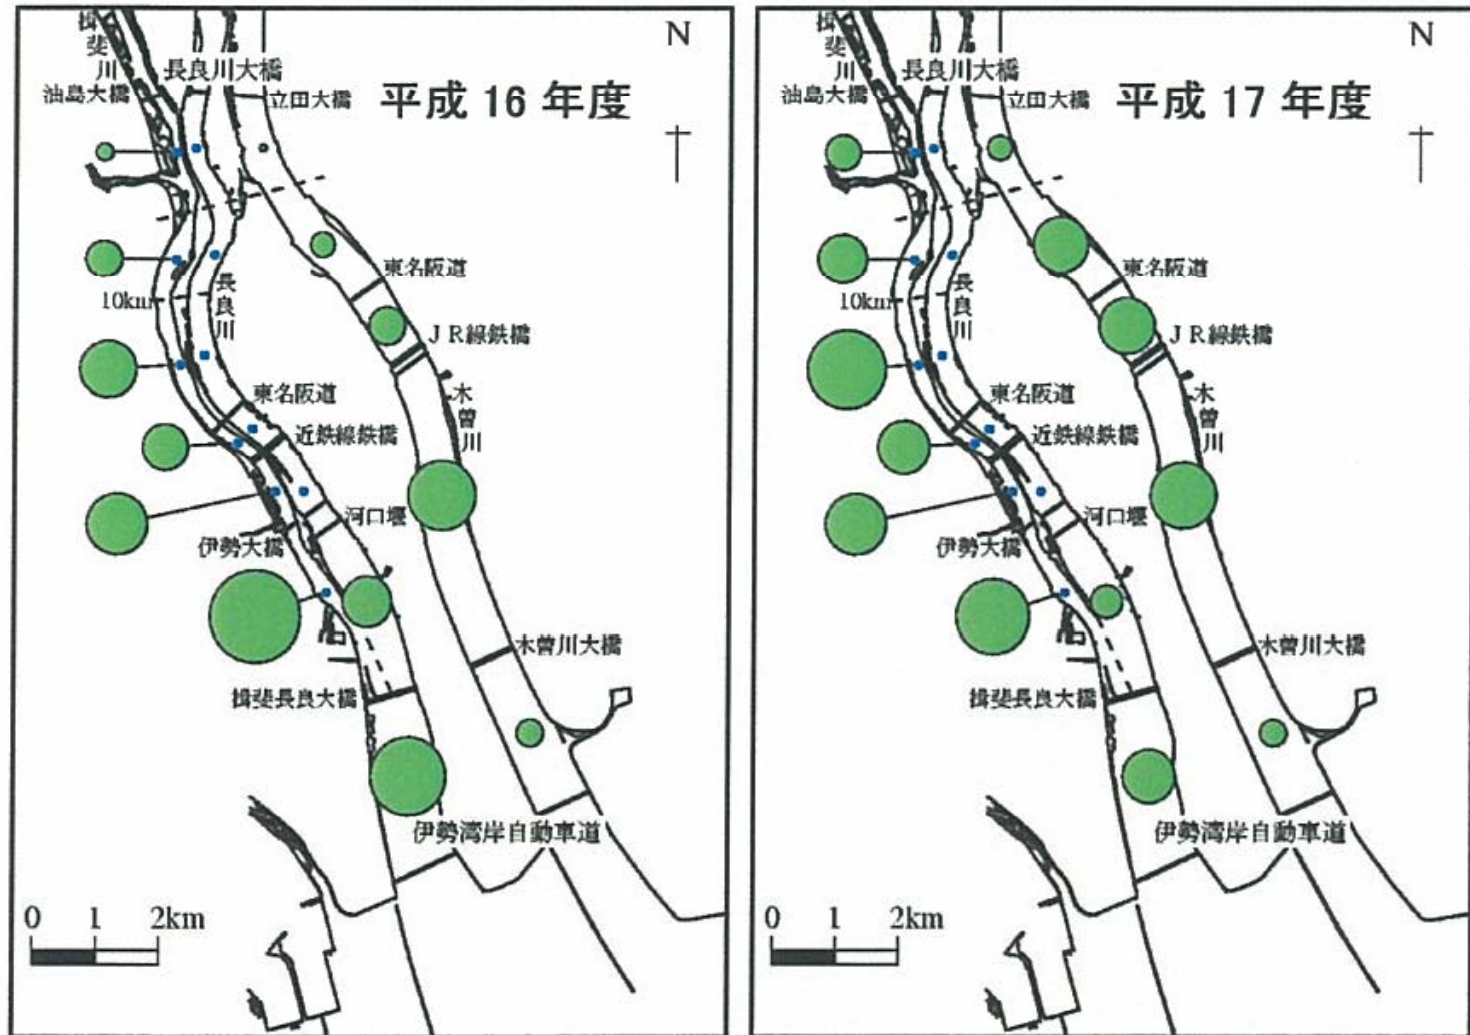 N
揖斐川
長良川大橋
油島大橋
立田大橋
平成 16 年度
東名阪道
10km
長良川
ＪＲ線鉄橋
東名阪道
木曽川
近鉄線鉄橋
河口堰
伊勢大橋
木曽川大橋
揖斐長良大橋
伊勢湾岸自動車道
0 1 2km
N
揖斐川
長良川大橋
油島大橋
立田大橋
平成 17 年度
東名阪道
10km
長良川
ＪＲ線鉄橋
東名阪道
木曽川
近鉄線鉄橋
河口堰
伊勢大橋
木曽川大橋
揖斐長良大橋
伊勢湾岸自動車道
0 1 2km